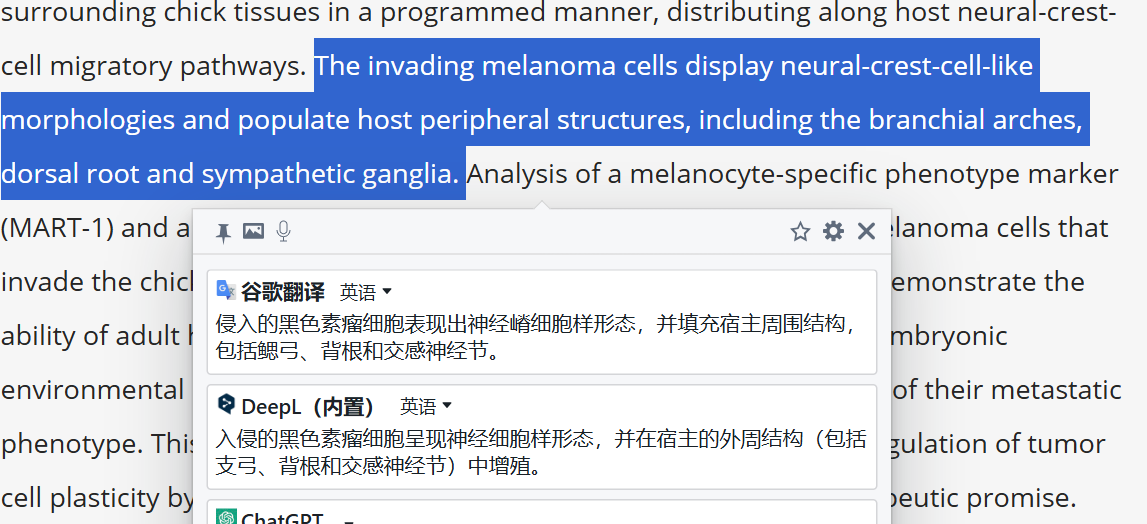 surrounding chick tissues in a programmed manner, distributing along host neural-crest-
cell migratory pathways. The invading melanoma cells display neural-crest-cell-like
morphologies and populate host peripheral structures, including the branchial arches,
dorsal root and sympathetic ganglia. Analysis of a melanocyte-specific phenotype marker
(MART-1) and a
elanoma cells that
invade the chick
emonstrate the
ability of adult h
mbryonic
environmental
of their metastatic
phenotype. This
gulation of tumor
cell plasticity by
peutic promise.
谷歌翻译 英语
侵入的黑色素瘤细胞表现出神经嵴细胞样形态，并填充宿主周围结构，
包括鳃弓、背根和交感神经节。
DeepL（内置） 英语
入侵的黑色素瘤细胞呈现神经细胞样形态，并在宿主的外周结构（包括
支弓、背根和交感神经节）中增殖。
ChatGPT